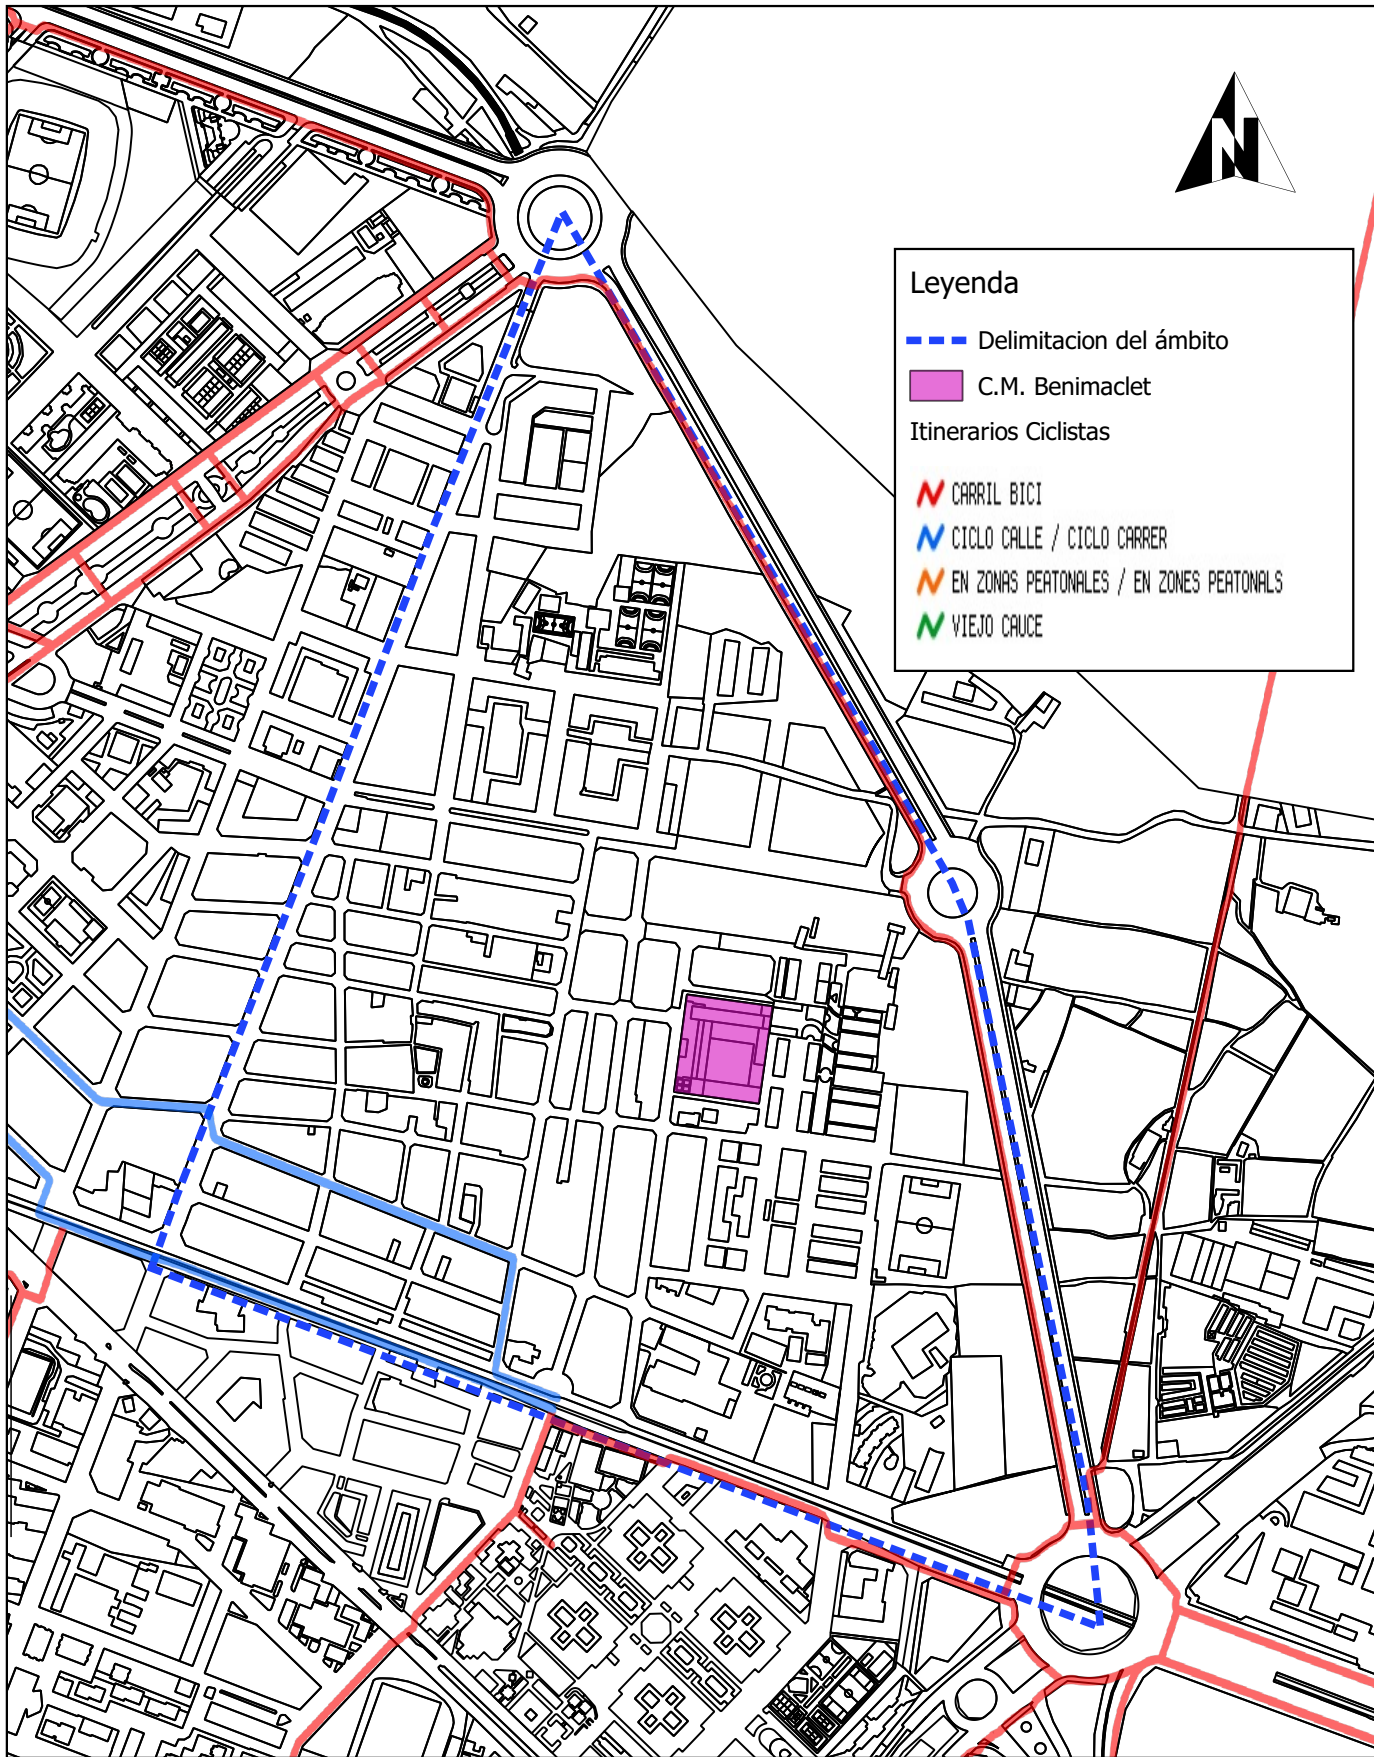 N
Leyenda
Delimitacion del ámbito
C.M. Benimaclet
Itinerarios Ciclistas
CARRIL BICI
CICLO CALLE / CICLO CARRER
EN ZONAS PEATONALES / EN ZONES PEATONALS
VIEJO CAUCE